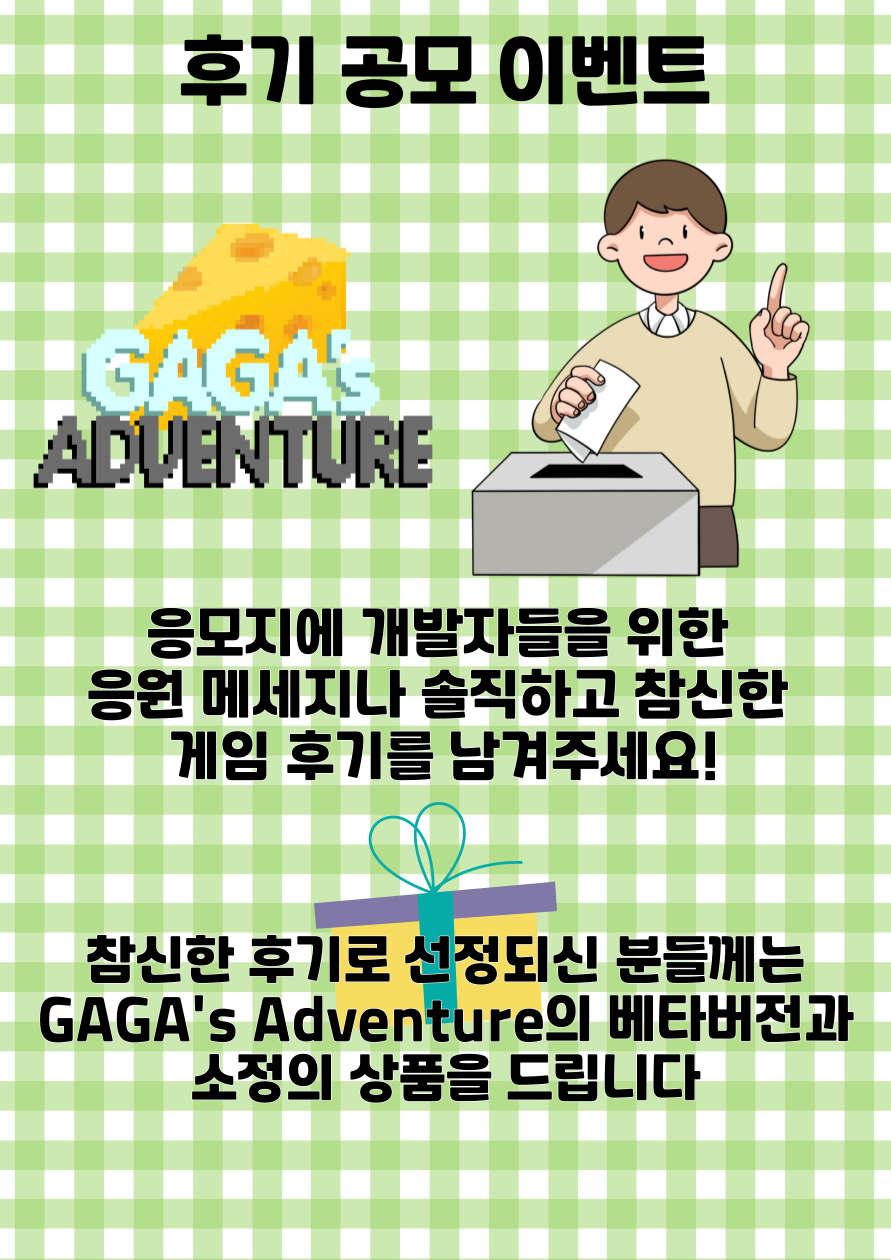 후기 공모 이벤트
GAGA's
ADVENTURE
응모지에 개발자들을 위한
응원 메세지나 솔직하고 참신한
게임 후기를 남겨주세요!
참신한 후기로 선정되신 분들께는
GAGA's Adventure의 베타버전과
소정의 상품을 드립니다